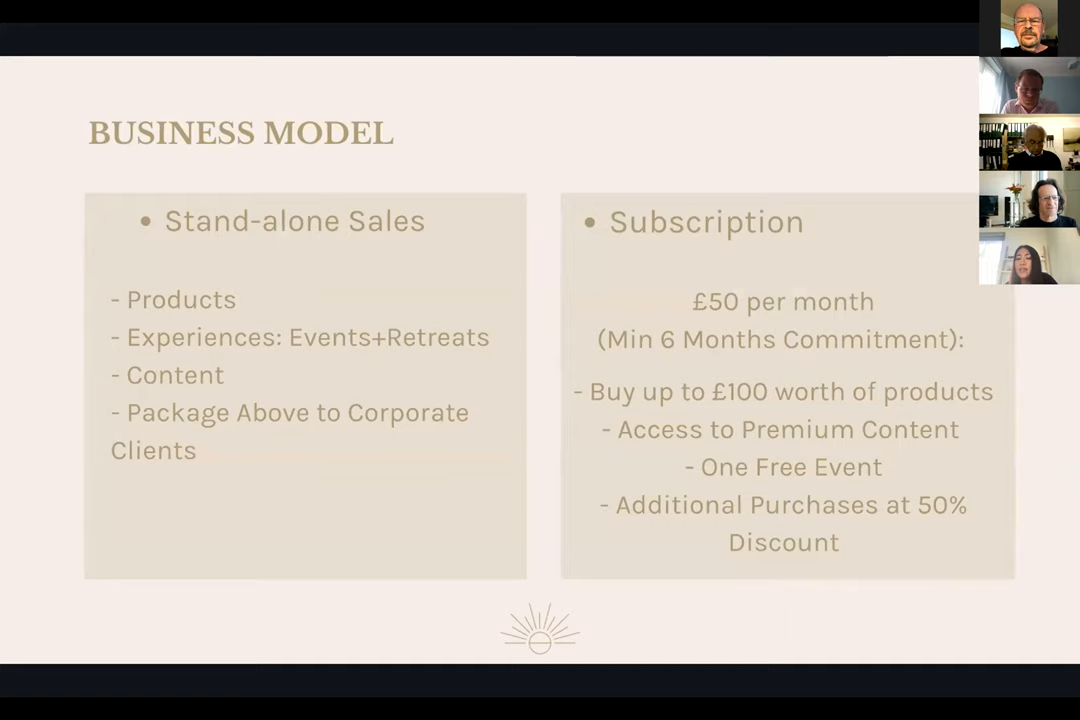 BUSINESS MODEL
• Stand-alone Sales
- Products
- Experiences: Events+Retreats
- Content
- Package Above to Corporate
Clients
• Subscription
£50 per month
(Min 6 Months Commitment):
- Buy up to £100 worth of products
- Access to Premium Content
- One Free Event
- Additional Purchases at 50%
Discount